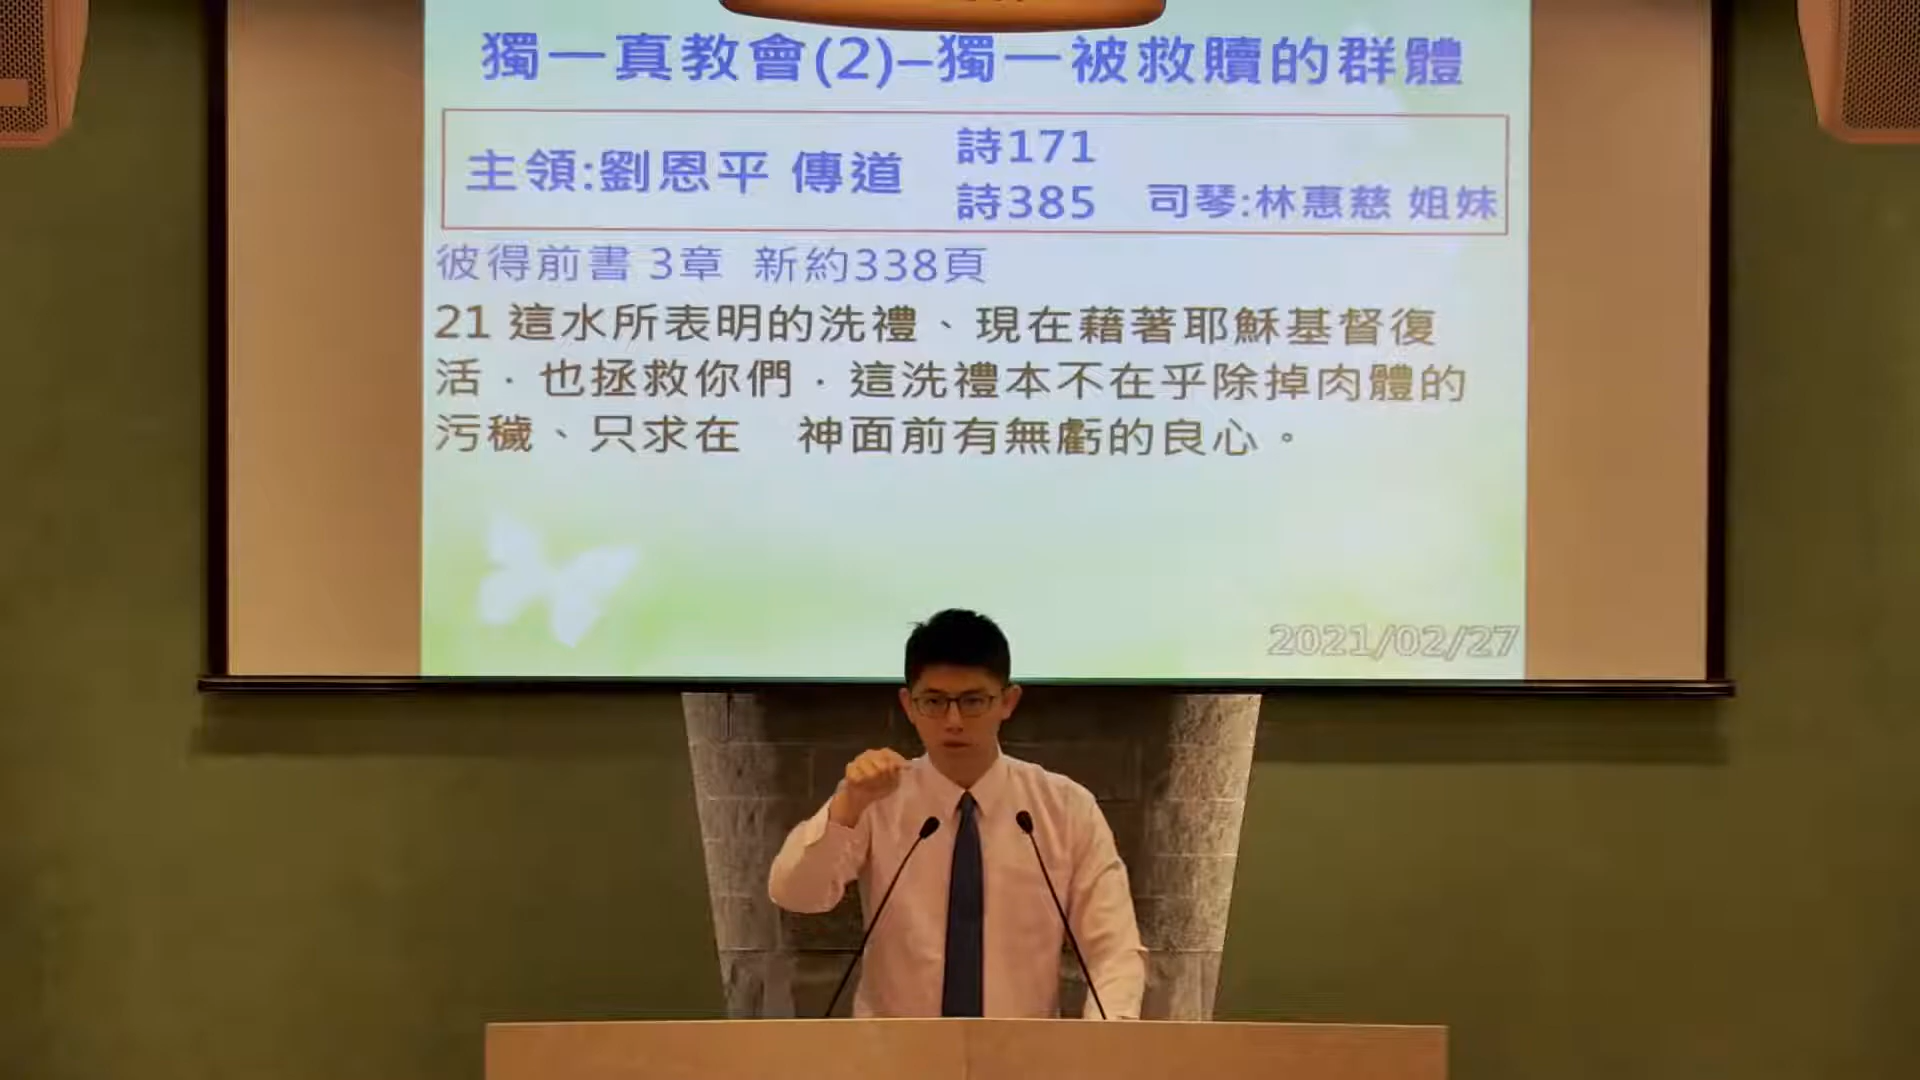 獨一真教會(2)–獨一被救贖的群體
主領:劉恩平 傳道
詩171
詩385 司琴:林惠慈 姐妹
彼得前書 3章 新約338頁
21 這水所表明的洗禮、現在藉著耶穌基督復
活．也拯救你們．這洗禮本不在乎除掉肉體的
污穢、只求在　神面前有無虧的良心。
2021/02/27